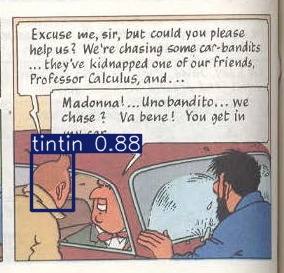 Excuse me, sir, but could you please
help us? We're chasing some car-bandits
...they've kidnapped one of our friends,
Professor Calculus, and...
Madonna!... Uno bandito... we
chase? Va bene! You get in
my car.
tintin 0.88